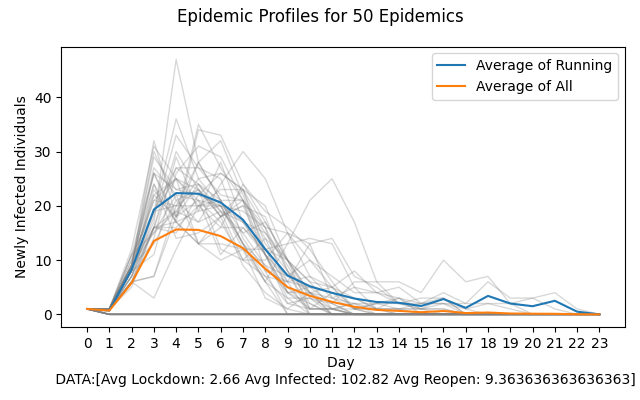 Epidemic Profiles for 50 Epidemics
Average of Running
Average of All
Newly Infected Individuals
40
30
20
10
0
0 1 2 3 4 5 6 7 8 9 10 11 12 13 14 15 16 17 18 19 20 21 22 23
Day
DATA:[Avg Lockdown: 2.66 Avg Infected: 102.82 Avg Reopen: 9.363636363636363]